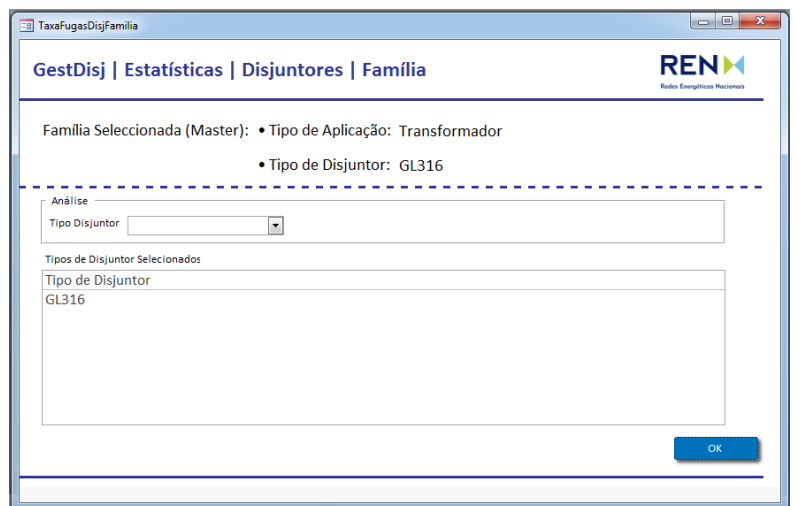 TaxaFugasDisjFamilia
GestDisj | Estatísticas | Disjuntores | Família
REN
Redes Energéticas Nacionais
Família Seleccionada (Master): • Tipo de Aplicação: Transformador
• Tipo de Disjuntor: GL316
Análise
Tipo Disjuntor
Tipos de Disjuntor Selecionados
Tipo de Disjuntor
GL316
OK